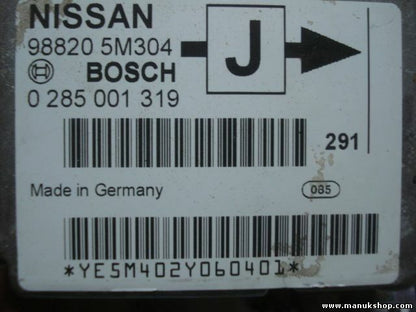 NISSAN
98820 5M304
J
BOSCH
0 285 001 319
291
Made in Germany
085
*YE5M402Y060401*
www.manukshop.com